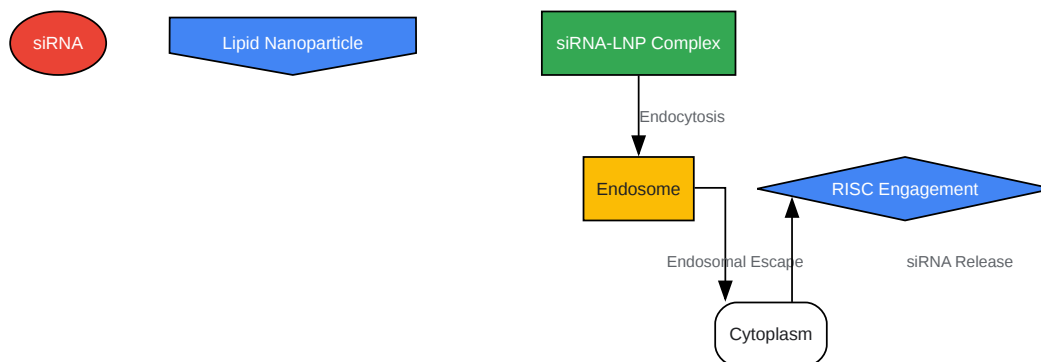 siRNA
Lipid Nanoparticle
siRNA-LNP Complex
Endocytosis
Endosome
RISC Engagement
Endosomal Escape
siRNA Release
Cytoplasm